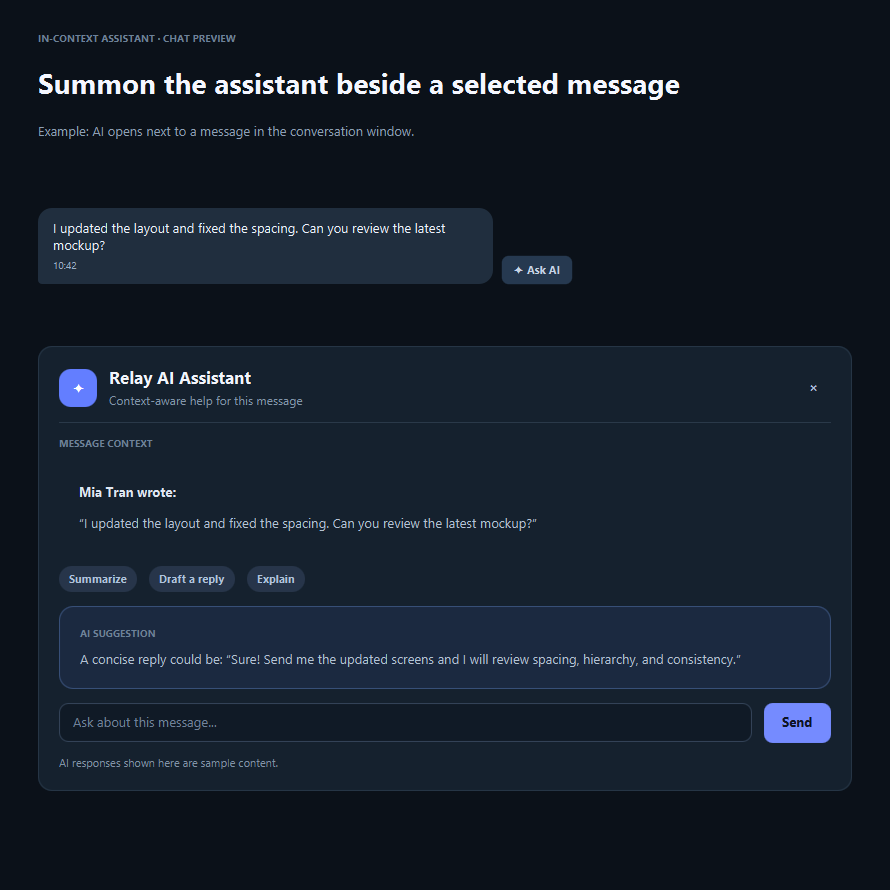 IN-CONTEXT ASSISTANT · CHAT PREVIEW
Summon the assistant beside a selected message
Example: AI opens next to a message in the conversation window.
I updated the layout and fixed the spacing. Can you review the latest
mockup?
10:42
✦ Ask AI
✦
Relay AI Assistant
Context-aware help for this message
×
MESSAGE CONTEXT
Mia Tran wrote:
“I updated the layout and fixed the spacing. Can you review the latest mockup?”
Summarize
Draft a reply
Explain
AI SUGGESTION
A concise reply could be: “Sure! Send me the updated screens and I will review spacing, hierarchy, and consistency.”
Ask about this message...
Send
AI responses shown here are sample content.